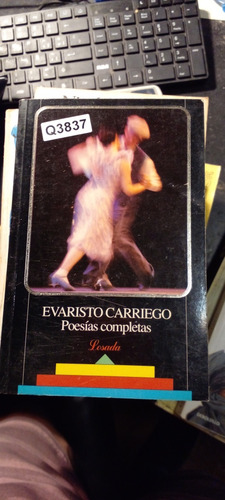 Q3837
EVARISTO CARRIEGO
Poesías completas
Losada